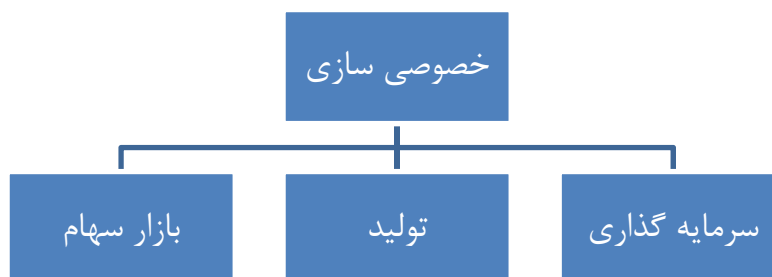 خصوصی سازی
سرمایه گذاری
تولید
بازار سهام